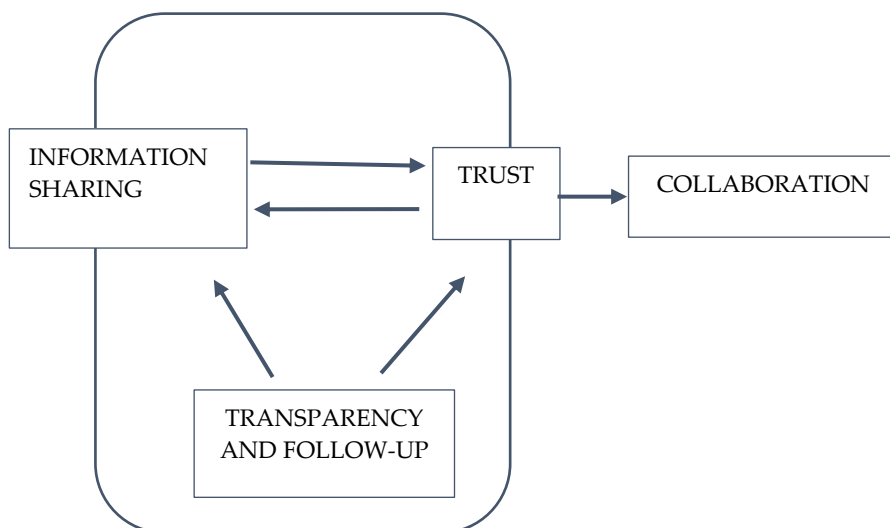 INFORMATION
SHARING
TRUST
COLLABORATION
TRANSPARENCY
AND FOLLOW-UP